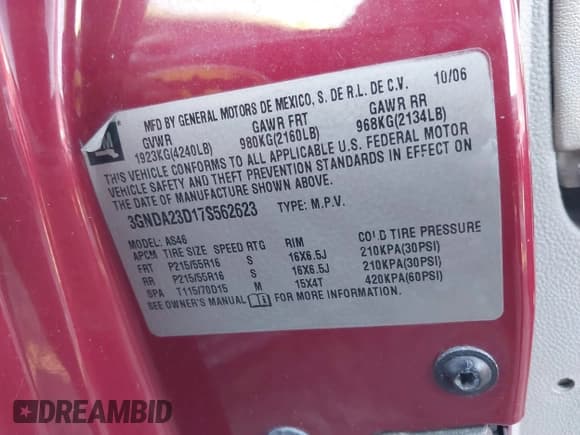 MFD BY GENERAL MOTORS DE MEXICO, S. DE R.L. DE C.V. 10/06
GVWR GAWR FRT GAWR RR
1923KG(4240LB) 980KG(2160LB) 968KG(2134LB)
THIS VEHICLE CONFORMS TO ALL APPLICABLE U.S. FEDERAL MOTOR
VEHICLE SAFETY AND THEFT PREVENTION STANDARDS IN EFFECT ON
THE DATE OF MANUFACTURE SHOWN ABOVE.
3GNDA23D17S562623 TYPE: M.P.V.
MODEL: AS46
APCM TIRE SIZE SPEED RTG RIM COLD TIRE PRESSURE
FRT P215/55R16 S 16X6.5J 210KPA(30PSI)
RR P215/55R16 S 16X6.5J 210KPA(30PSI)
SPA T115/70D15 M 15X4T 420KPA(60PSI)
SEE OWNER'S MANUAL FOR MORE INFORMATION.
DREAMBID